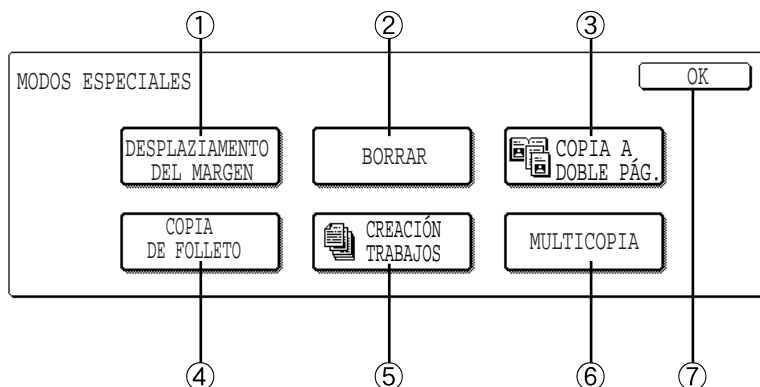 ① ② ③
MODOS ESPECIALES
OK
DESPLAZIAMENTO
DEL MARGEN
BORRAR
COPIA A
DOBLE PÁG.
COPIA
DE FOLLETO
CREACIÓN
TRABAJOS
MULTICOPIA
④ ⑤ ⑥ ⑦